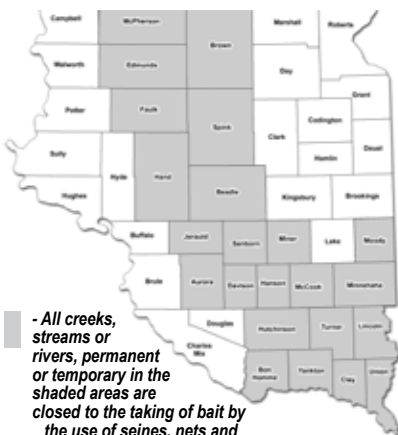 Campbell
McPherson
Brown
Marshall
Roberts
Walworth
Edmunds
Day
Potter
Faulk
Spink
Grant
Codington
Clark
Sully
Hyde
Hand
Hamlin
Deuel
Hughes
Beadle
Kingsbury
Brookings
Buffalo
Jerauld
Sanborn
Miner
Lake
Moody
Brule
Aurora
Davison
Hanson
McCook
Minnehaha
Douglas
Charles
Mix
Hutchinson
Turner
Lincoln
Bon
Homme
Yankton
Clay
Union
- All creeks,
streams or
rivers, permanent
or temporary in the
shaded areas are
closed to the taking of bait by
the use of seines, nets and